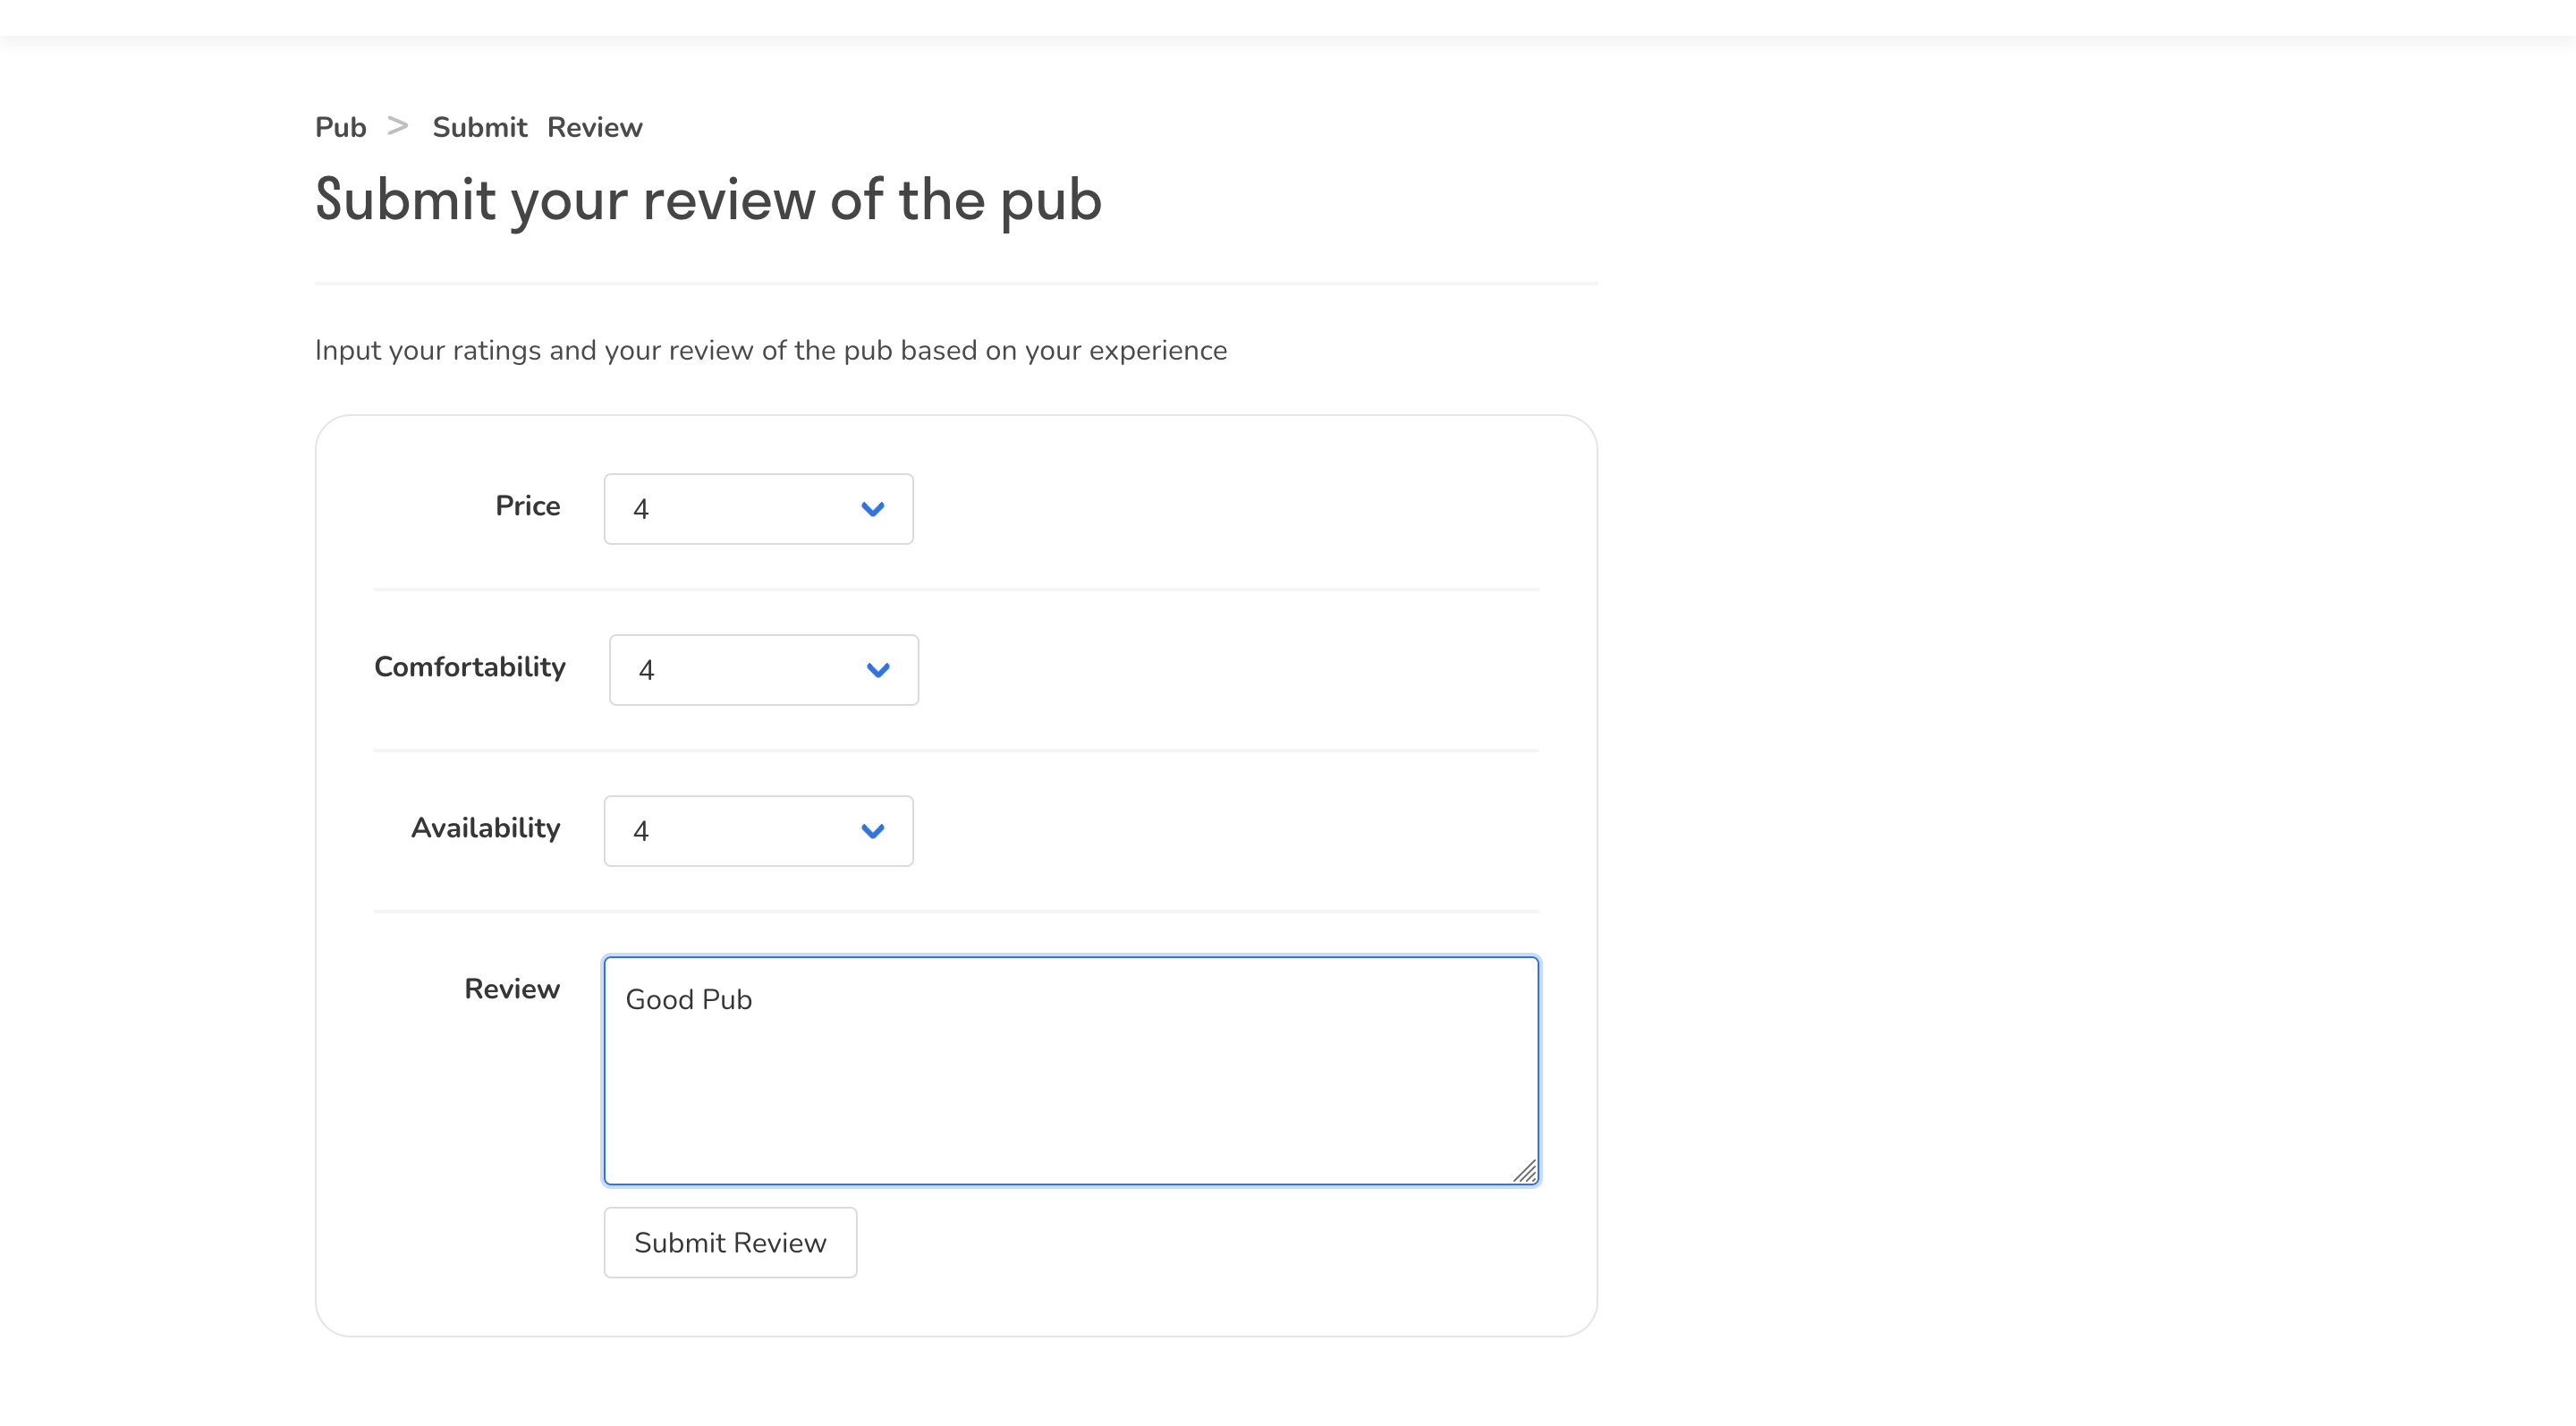 Pub > Submit Review
Submit your review of the pub
Input your ratings and your review of the pub based on your experience
Price 4
Comfortability 4
Availability 4
Review Good Pub
Submit Review